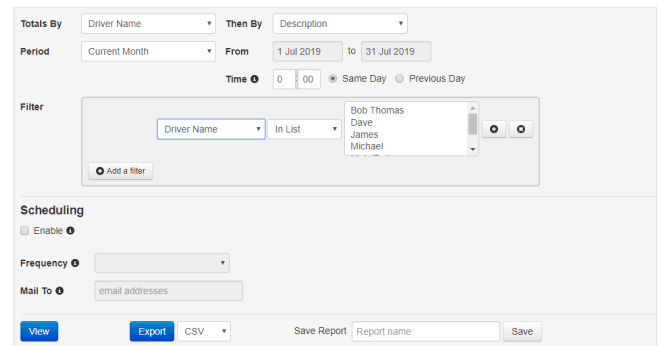 Totals By Driver Name Then By Description
Period Current Month From 1 Jul 2019 to 31 Jul 2019
Time 0 : 00 Same Day Previous Day
Filter
Driver Name In List
Bob Thomas
Dave
James
Michael
Add a filter
Scheduling
Enable
Frequency
Mail To email addresses
View Export CSV Save Report Report name Save